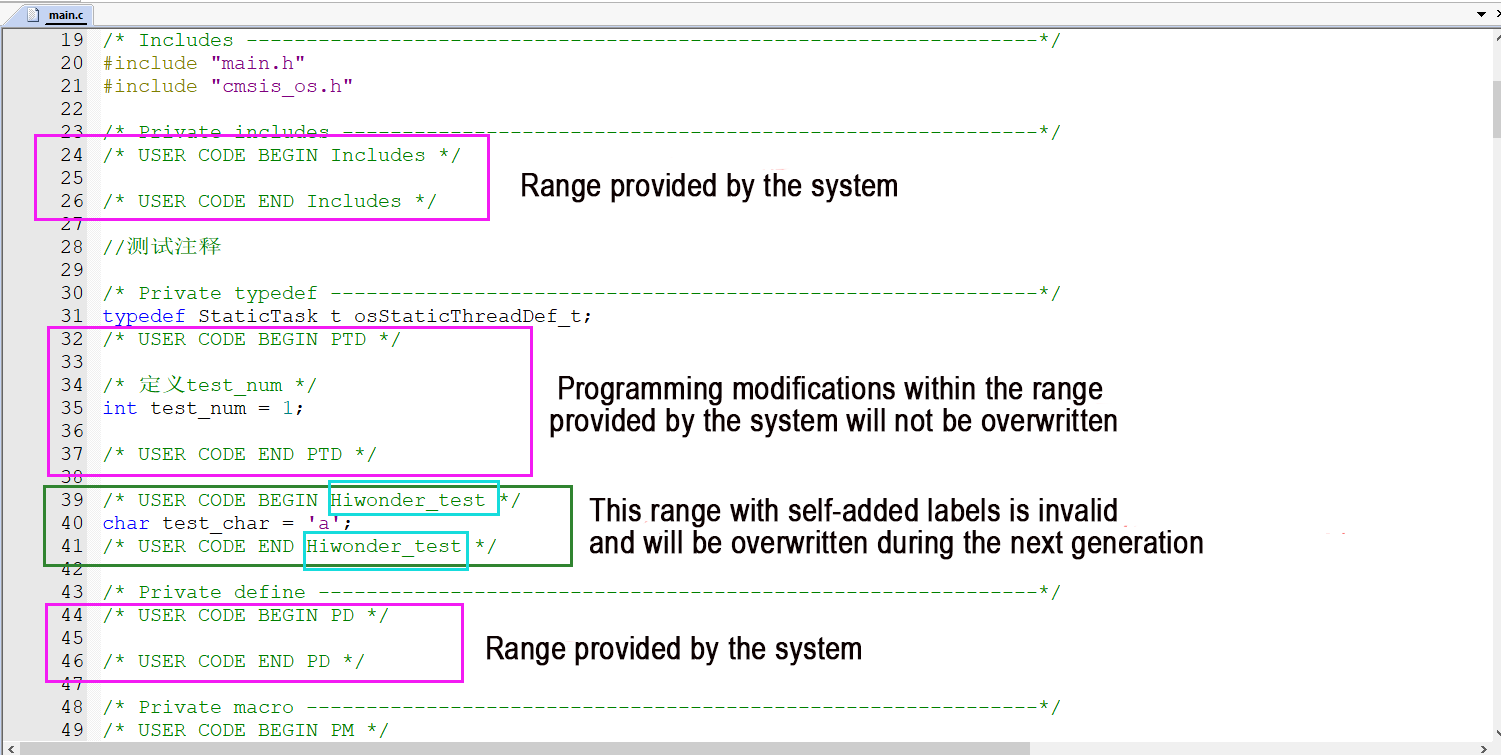 main.c
19 /* Includes ------------------------------------------------------------------*/
20 #include "main.h"
21 #include "cmsis_os.h"
22
23 /* Private includes ----------------------------------------------------------*/
24 /* USER CODE BEGIN Includes */
25
Range provided by the system
26 /* USER CODE END Includes */
27
28 //测试注释
29
30 /* Private typedef -----------------------------------------------------------*/
31 typedef StaticTask_t osStaticThreadDef_t;
32 /* USER CODE BEGIN PTD */
33
34 /* 定义test_num */
35 int test_num = 1;
Programming modifications within the range
provided by the system will not be overwritten
36
37 /* USER CODE END PTD */
38
39 /* USER CODE BEGIN Hiwonder_test */
40 char test_char = 'a';
41 /* USER CODE END Hiwonder_test */
This range with self-added labels is invalid
and will be overwritten during the next generation
42
43 /* Private define ------------------------------------------------------------*/
44 /* USER CODE BEGIN PD */
45
46 /* USER CODE END PD */
Range provided by the system
47
48 /* Private macro -------------------------------------------------------------*/
49 /* USER CODE BEGIN PM */